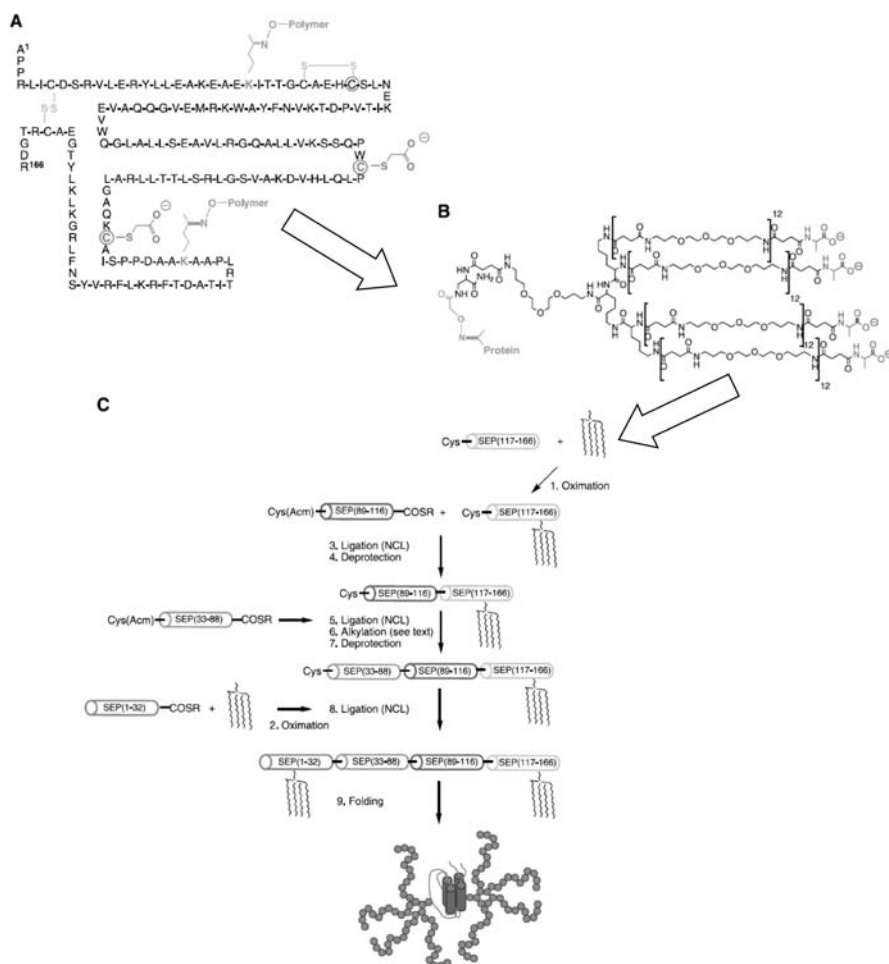 A
O—Polymer
N
A¹
P
P
S S
R-L-I-C-D-S-R-V-L-E-R-Y-L-L-E-A-K-E-A-E-K-I-T-T-G-C-A-E-H-C-S-L-N
E
S S
E-V-A-Q-Q-G-V-E-M-R-K-W-A-Y-F-N-V-K-T-D-P-V-T-I-K
V
W
T-R-C-A-E
Q-G-L-A-L-L-S-E-A-V-L-R-G-Q-A-L-L-V-K-S-S-Q-P
W
C-S O O⊖
G
D
R¹⁶⁶
G
T
Y
L
K
L
K
G
R
L
F
N
L-A-R-L-L-T-T-L-S-R-L-G-S-V-A-K-D-V-H-L-Q-L-P
G
A
Q
K
C-S O O⊖
A
O—Polymer
N
I-S-P-P-D-A-A-K-A-A-P-L
R
S-Y-V-R-F-L-K-R-F-T-D-A-T-I-T
B
12
12
12
12
Protein
C
Cys SEP(117-166) +
1. Oximation
Cys(Acm) SEP(89-116) COSR + Cys SEP(117-166)
3. Ligation (NCL)
4. Deprotection
Cys SEP(89-116) SEP(117-166)
Cys(Acm) SEP(33-88) COSR
5. Ligation (NCL)
6. Alkylation (see text)
7. Deprotection
Cys SEP(33-88) SEP(89-116) SEP(117-166)
SEP(1-32) COSR +
2. Oximation
8. Ligation (NCL)
SEP(1-32) SEP(33-88) SEP(89-116) SEP(117-166)
9. Folding